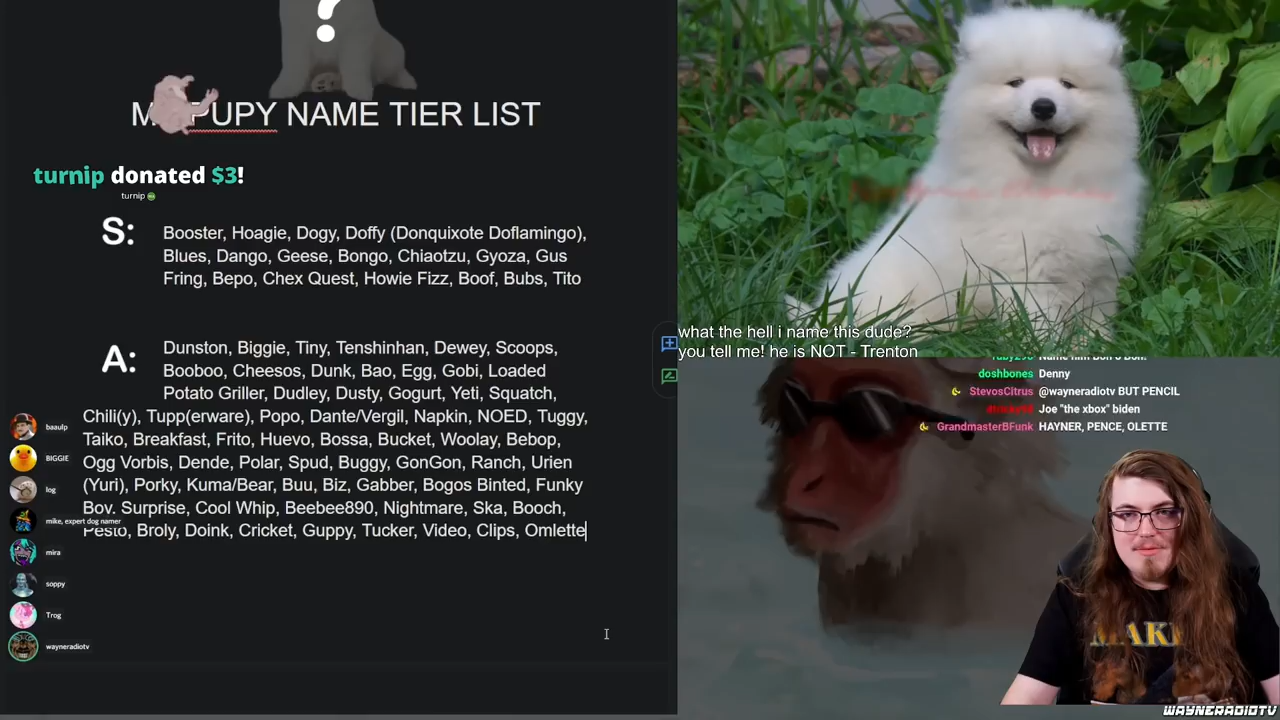 ?
PUPY NAME TIER LIST
turnip donated $3!
turnip
S:
Booster, Hoagie, Dogy, Doffy (Donquixote Doflamingo),
Blues, Dango, Geese, Bongo, Chiaotzu, Gyoza, Gus
Fring, Bepo, Chex Quest, Howie Fizz, Boof, Bubs, Tito
A:
Dunston, Biggie, Tiny, Tenshinhan, Dewey, Scoops,
Booboo, Cheesos, Dunk, Bao, Egg, Gobi, Loaded
Potato Griller, Dudley, Dusty, Gogurt, Yeti, Squatch,
Chili(y), Tupp(erware), Popo, Dante/Vergil, Napkin, NOED, Tuggy,
Taiko, Breakfast, Frito, Huevo, Bossa, Bucket, Woolay, Bebop,
Ogg Vorbis, Dende, Polar, Spud, Buggy, GonGon, Ranch, Urien
(Yuri), Porky, Kuma/Bear, Buu, Biz, Gabber, Bogos Binted, Funky
Boy, Surprise, Cool Whip, Beebee890, Nightmare, Ska, Booch,
Pesto, Broly, Doink, Cricket, Guppy, Tucker, Video, Clips, Omlette
baaulp
BIGGIE
log
mike, expert dog namer
mira
soppy
Trog
wayneradiotv
what the hell i name this dude?
you tell me! he is NOT - Trenton
doshbones Denny
StevosCitrus @wayneradiotv BUT PENCIL
Joe "the xbox" biden
GrandmasterBFunk HAYNER, PENCE, OLETTE
WAYNERADIOTV